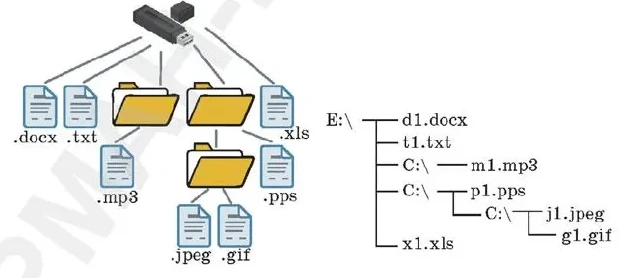 .docx .txt
.xls
.mp3
.pps
.jpeg .gif
E:\
d1.docx
t1.txt
C:\ m1.mp3
C:\ p1.pps
C:\ j1.jpeg
g1.gif
x1.xls